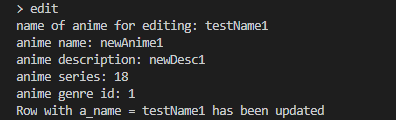 > edit
name of anime for editing: testName1
anime name: newAnime1
anime description: newDesc1
anime series: 18
anime genre id: 1
Row with a_name = testName1 has been updated